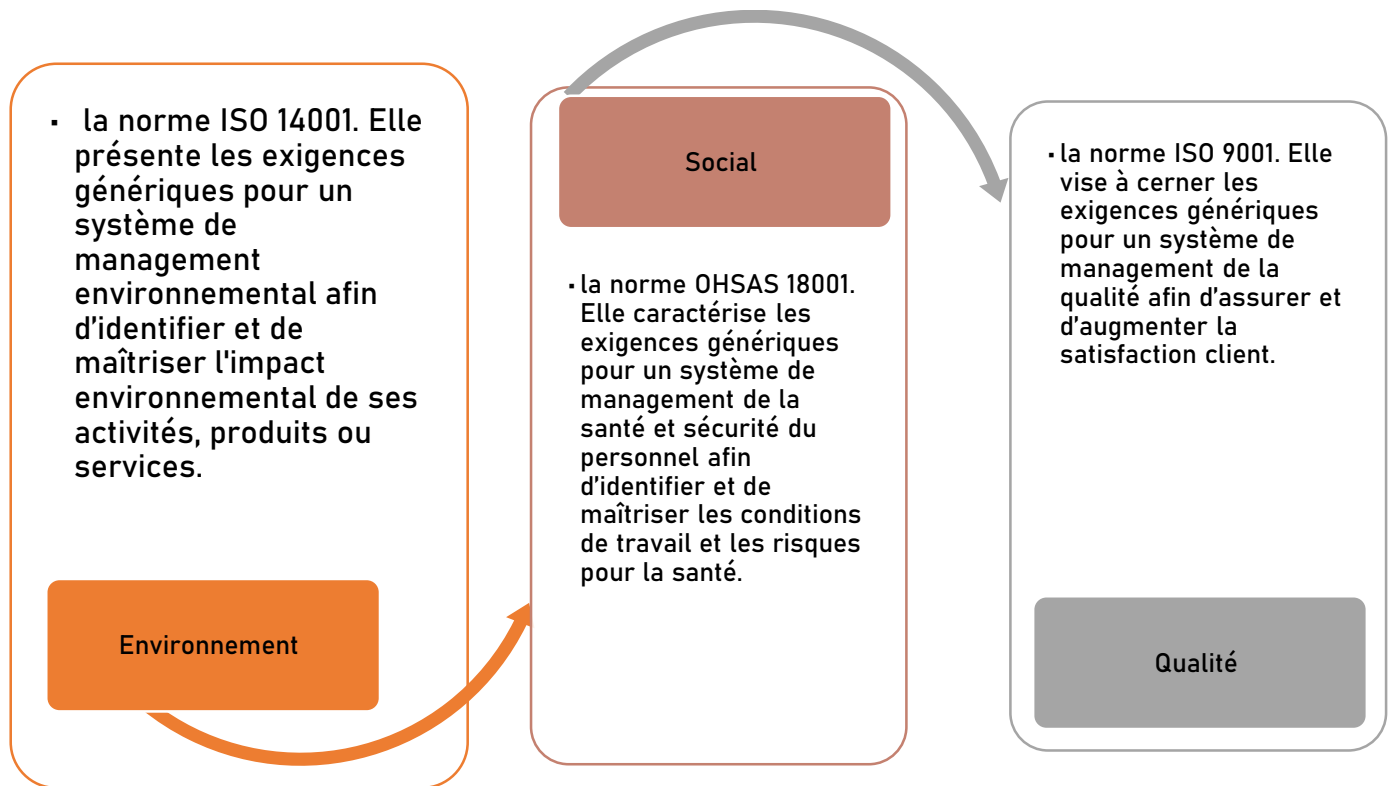 ▪ la norme ISO 14001. Elle
présente les exigences
génériques pour un
système de
management
environnemental afin
d’identifier et de
maîtriser l'impact
environnemental de ses
activités, produits ou
services.
Environnement
Social
▪ la norme OHSAS 18001.
Elle caractérise les
exigences génériques
pour un système de
management de la
santé et sécurité du
personnel afin
d’identifier et de
maîtriser les conditions
de travail et les risques
pour la santé.
▪ la norme ISO 9001. Elle
vise à cerner les
exigences génériques
pour un système de
management de la
qualité afin d’assurer et
d’augmenter la
satisfaction client.
Qualité